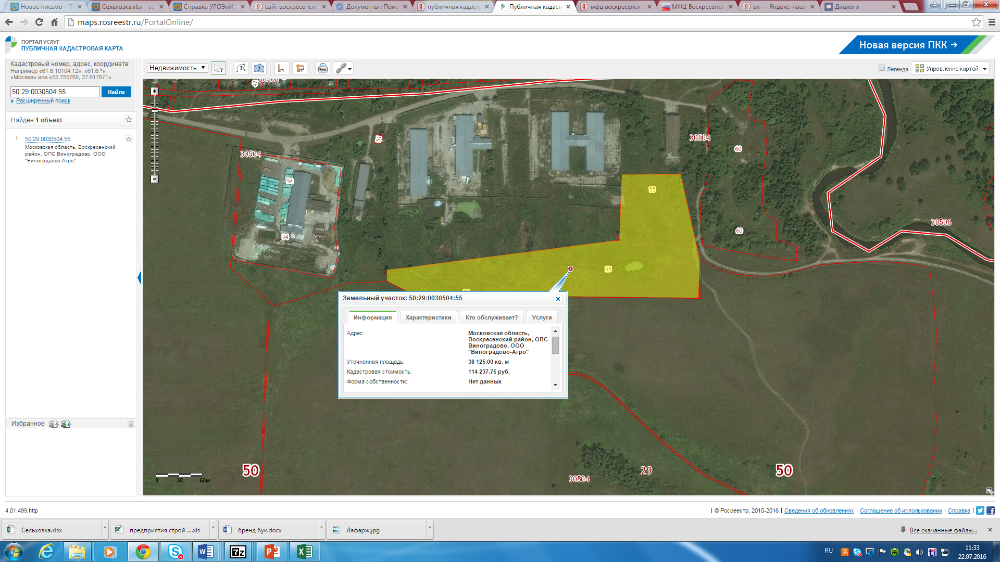 Новое письмо - П
Сельхозка.xlsx - се
Справка УРОЭиИ
сайт воскресенско
Документы : Поис
публичная кадастр
Публичная кадаст
мфц воскресенск
МФЦ Воскресенск
вк — Яндекс: наш
Диалоги
maps.rosreestr.ru/PortalOnline/
ПОРТАЛ УСЛУГ
ПУБЛИЧНАЯ КАДАСТРОВАЯ КАРТА
Новая версия ПКК →
Кадастровый номер, адрес, координата:
Например «61:6:10104:12», «61:6:*»,
«Москва» или «55.755768, 37.617671»
50:29:0030504:55
Найти
Расширенный поиск
Найден 1 объект
1. 50:29:0030504:55
Московская область, Воскресенский
район, ОПС Виноградово, ООО
"Виноградово-Агро"
Избранное
Недвижимость
Легенда
Управление картой
42
30508
51
30504
30504
60
54
55
54
60
30506
55
Земельный участок: 50:29:0030504:55
Информация
Характеристики
Кто обслуживает?
Услуги
Адрес:
Московская область,
Воскресенский район, ОПС
Виноградово, ООО
"Виноградово-Агро"
Уточненная площадь:
38 125.00 кв. м
Кадастровая стоимость:
114 237.75 руб.
Форма собственности:
Нет данных
50
29
50
30504
0 30 60м
4.01.499.http
| © Росреестр, 2010-2016 | Сведения об обновлениях | Соглашение об использовании | Справка |
Сельхозка.xlsx
предприятия строй ....xls
бренд бук.docx
Лафарж.jpg
Все скачанные файлы...
RU
11:33
22.07.2016